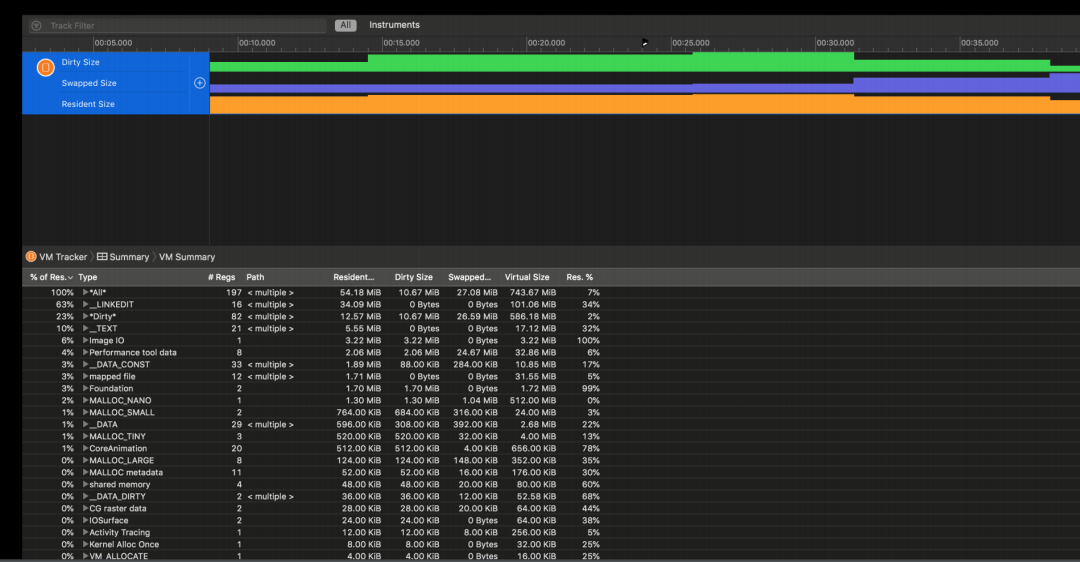 Track Filter All Instruments
00:05.000 00:10.000 00:15.000 00:20.000 00:25.000 00:30.000 00:35.000
Dirty Size
Swapped Size
Resident Size
VM Tracker Summary VM Summary
% of Res. Type # Regs Path Resident... Dirty Size Swapped... Virtual Size Res. %
100% *All* 197 < multiple > 54.18 MiB 10.67 MiB 27.08 MiB 743.67 MiB 7%
63% __LINKEDIT 16 < multiple > 34.09 MiB 0 Bytes 0 Bytes 101.06 MiB 34%
23% *Dirty* 82 < multiple > 12.57 MiB 10.67 MiB 26.59 MiB 586.18 MiB 2%
10% __TEXT 21 < multiple > 5.55 MiB 0 Bytes 0 Bytes 17.12 MiB 32%
6% Image IO 1 3.22 MiB 3.22 MiB 0 Bytes 3.22 MiB 100%
4% Performance tool data 8 2.06 MiB 2.06 MiB 24.67 MiB 32.86 MiB 6%
3% __DATA_CONST 33 < multiple > 1.89 MiB 88.00 KiB 284.00 KiB 10.85 MiB 17%
3% mapped file 12 < multiple > 1.71 MiB 0 Bytes 0 Bytes 31.55 MiB 5%
3% Foundation 2 1.70 MiB 1.70 MiB 0 Bytes 1.72 MiB 99%
2% MALLOC_NANO 1 1.30 MiB 1.30 MiB 1.04 MiB 512.00 MiB 0%
1% MALLOC_SMALL 2 764.00 KiB 684.00 KiB 316.00 KiB 24.00 MiB 3%
1% __DATA 29 < multiple > 596.00 KiB 308.00 KiB 392.00 KiB 2.68 MiB 22%
1% MALLOC_TINY 3 520.00 KiB 520.00 KiB 32.00 KiB 4.00 MiB 13%
1% CoreAnimation 20 512.00 KiB 512.00 KiB 4.00 KiB 656.00 KiB 78%
0% MALLOC_LARGE 8 124.00 KiB 124.00 KiB 148.00 KiB 352.00 KiB 35%
0% MALLOC metadata 11 52.00 KiB 52.00 KiB 16.00 KiB 176.00 KiB 30%
0% shared memory 4 48.00 KiB 48.00 KiB 20.00 KiB 80.00 KiB 60%
0% __DATA_DIRTY 2 < multiple > 36.00 KiB 36.00 KiB 12.00 KiB 52.58 KiB 68%
0% CG raster data 2 28.00 KiB 28.00 KiB 20.00 KiB 64.00 KiB 44%
0% IOSurface 2 24.00 KiB 24.00 KiB 0 Bytes 64.00 KiB 38%
0% Activity Tracing 1 12.00 KiB 12.00 KiB 8.00 KiB 256.00 KiB 5%
0% Kernel Alloc Once 1 8.00 KiB 8.00 KiB 0 Bytes 32.00 KiB 25%
0% VM_ALLOCATE 1 4.00 KiB 4.00 KiB 0 Bytes 16.00 KiB 25%